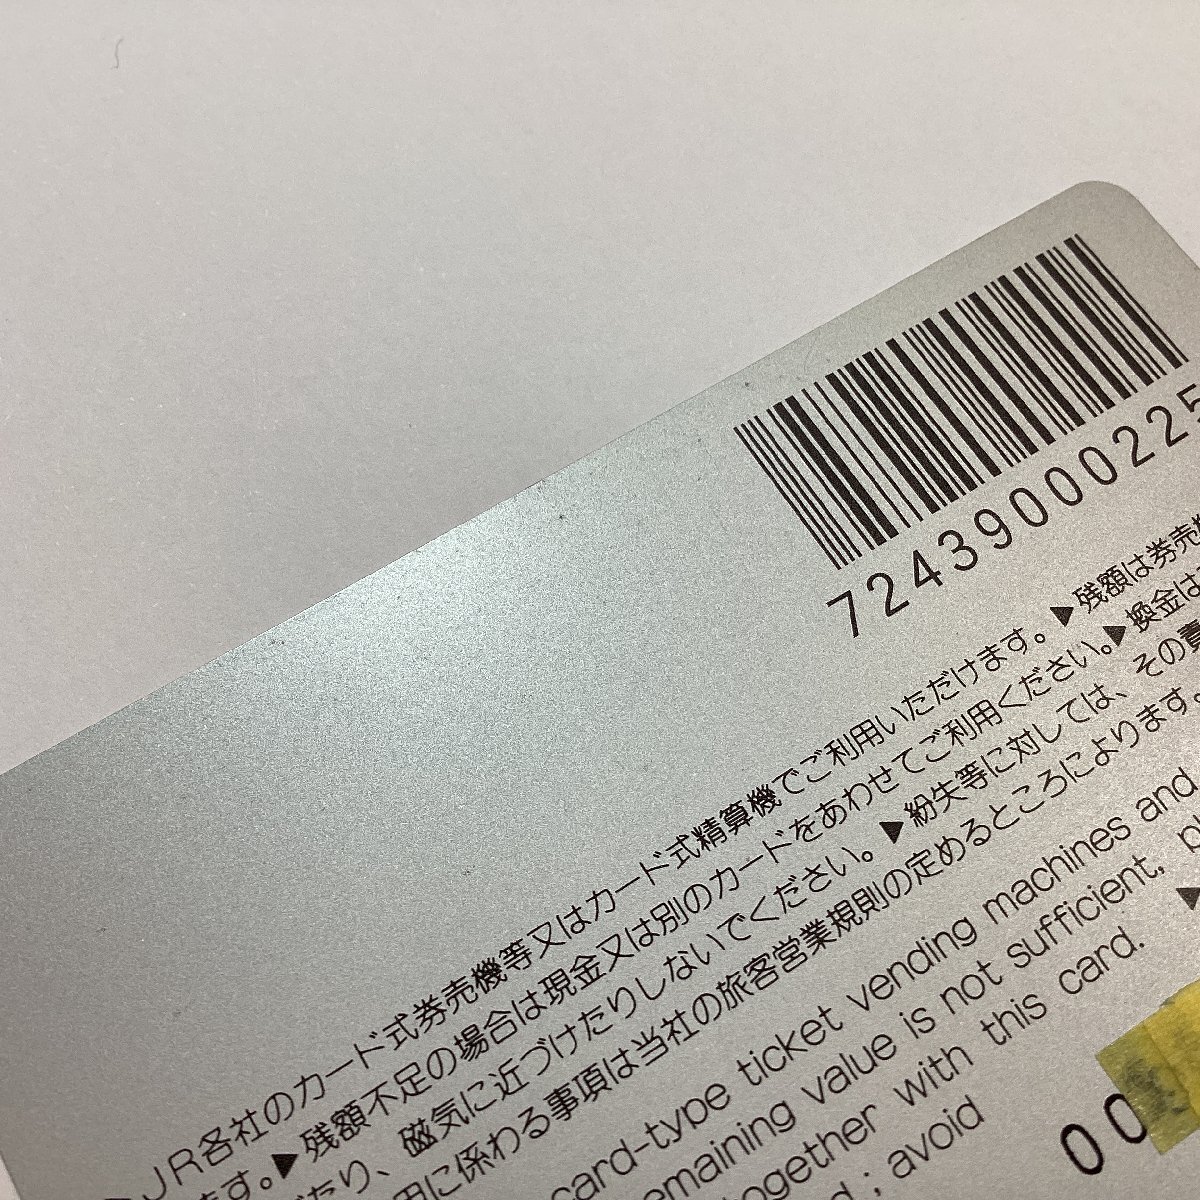 72439000225
JR各社のカード式券売機等又はカード式精算機でご利用いただけます。▶残額は券売
ます。▶残額不足の場合は現金又は別のカードをあわせてご利用ください。▶換金は
たり、磁気に近づけたりしないでください。▶紛失等に対しては、その責
用に係わる事項は当社の旅客営業規則の定めるところによります。
card-type ticket vending machines and
remaining value is not sufficient, pl
together with this card.
; avoid
00